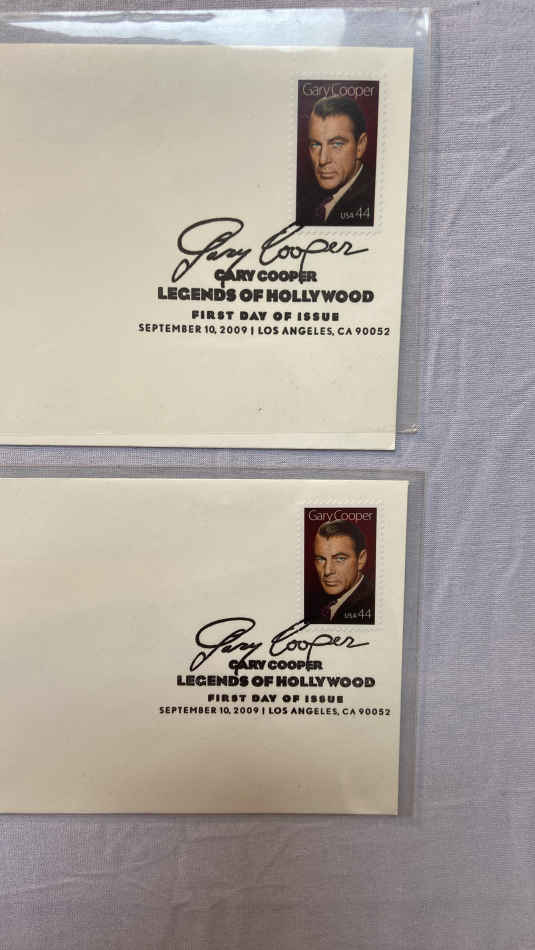 Gary Cooper
USA 44
Gary Cooper
GARY COOPER
LEGENDS OF HOLLYWOOD
FIRST DAY OF ISSUE
SEPTEMBER 10, 2009 | LOS ANGELES, CA 90052
Gary Cooper
USA 44
Gary Cooper
GARY COOPER
LEGENDS OF HOLLYWOOD
FIRST DAY OF ISSUE
SEPTEMBER 10, 2009 | LOS ANGELES, CA 90052